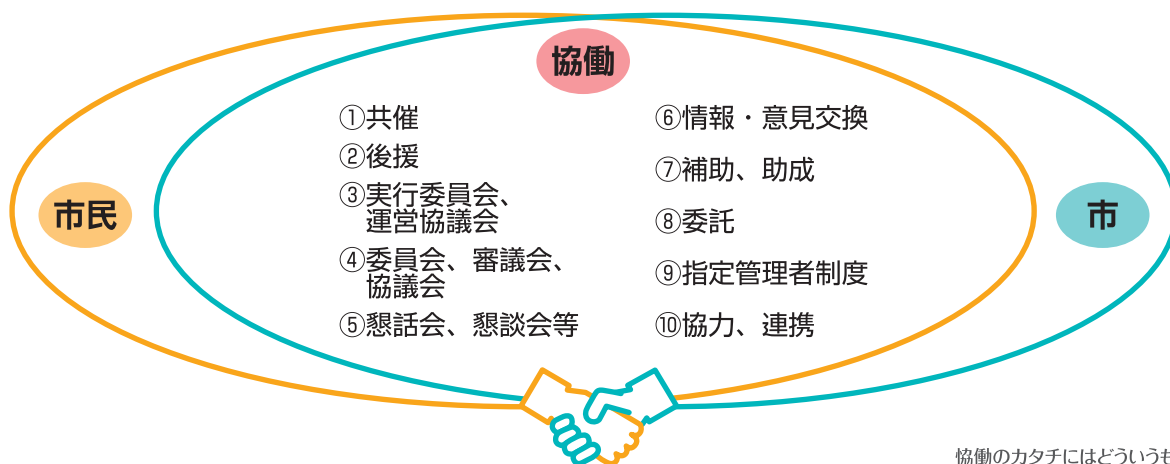 協働
市民
市
①共催
②後援
③実行委員会、
運営協議会
④委員会、審議会、
協議会
⑤懇話会、懇談会等
⑥情報・意見交換
⑦補助、助成
⑧委託
⑨指定管理者制度
⑩協力、連携
協働のカタチにはどういうも